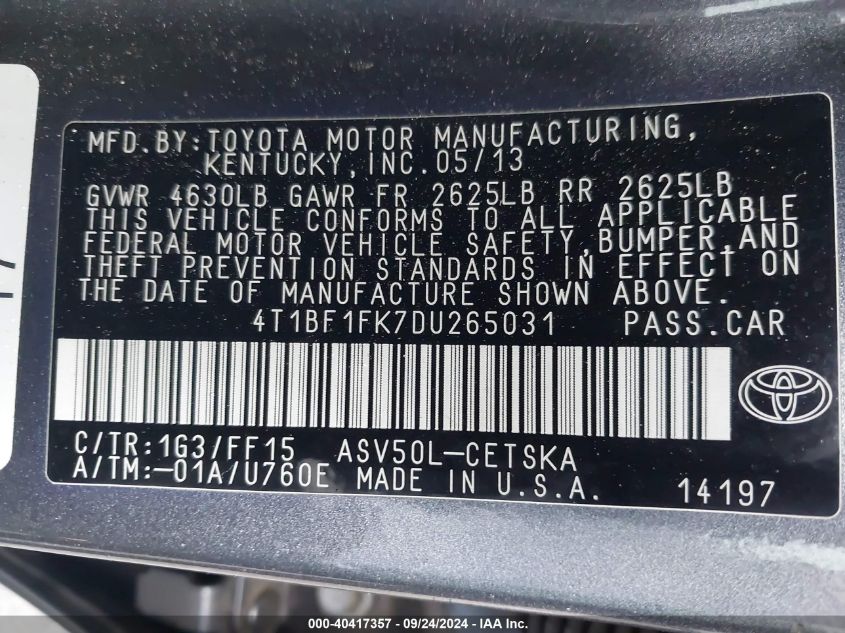 MFD. BY: TOYOTA MOTOR MANUFACTURING,
KENTUCKY, INC. 05/13
GVWR 4630LB GAWR FR 2625LB RR 2625LB
THIS VEHICLE CONFORMS TO ALL APPLICABLE
FEDERAL MOTOR VEHICLE SAFETY, BUMPER, AND
THEFT PREVENTION STANDARDS IN EFFECT ON
THE DATE OF MANUFACTURE SHOWN ABOVE.
4T1BF1FK7DU265031 PASS. CAR
C/TR: 1G3/FF15 ASV50L-CETSKA
A/TM: -01A/U760E MADE IN U.S.A. 14197
000-40417357 - 09/24/2024 - Copyright © 2024, IAA Inc.